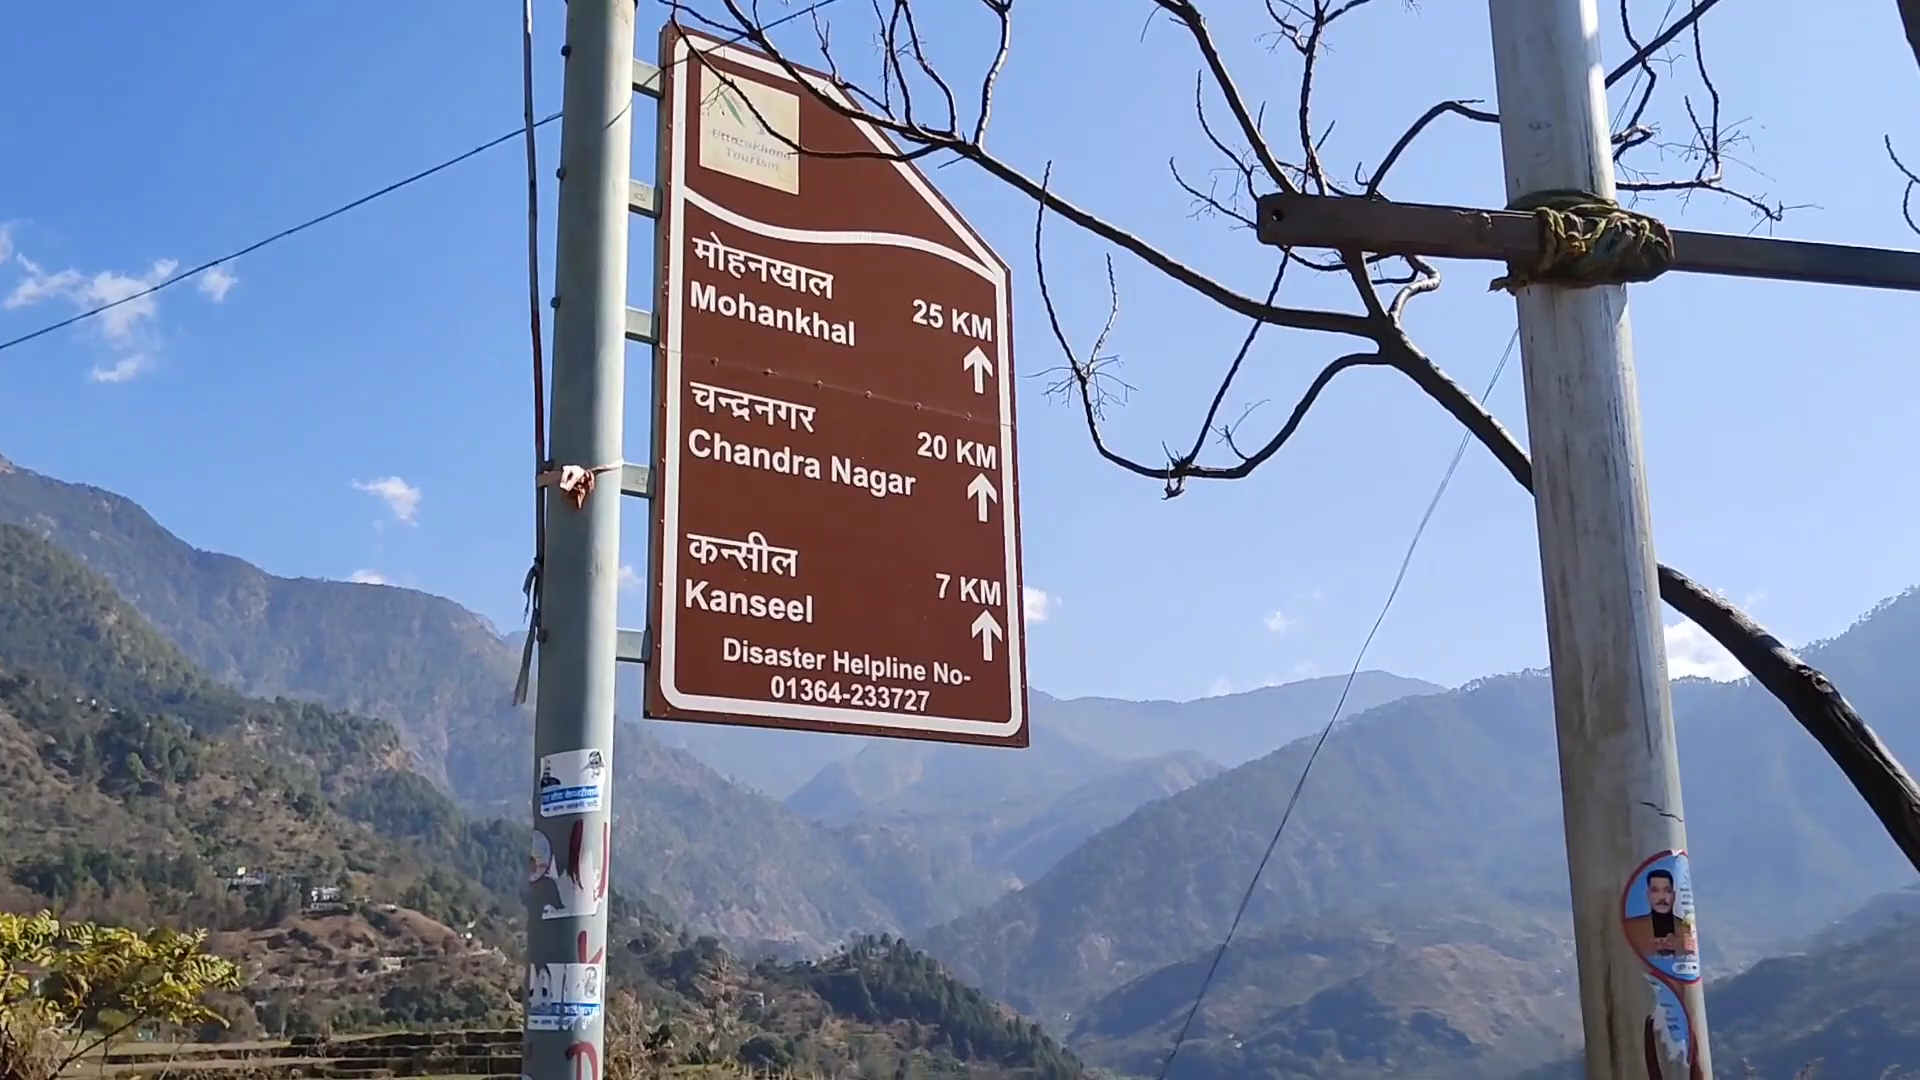 Uttarakhand
Tourism
मोहनखाल
Mohankhal
25 KM
चन्द्रनगर
Chandra Nagar
20 KM
कन्सील
Kanseel
7 KM
Disaster Helpline No-
01364-233727